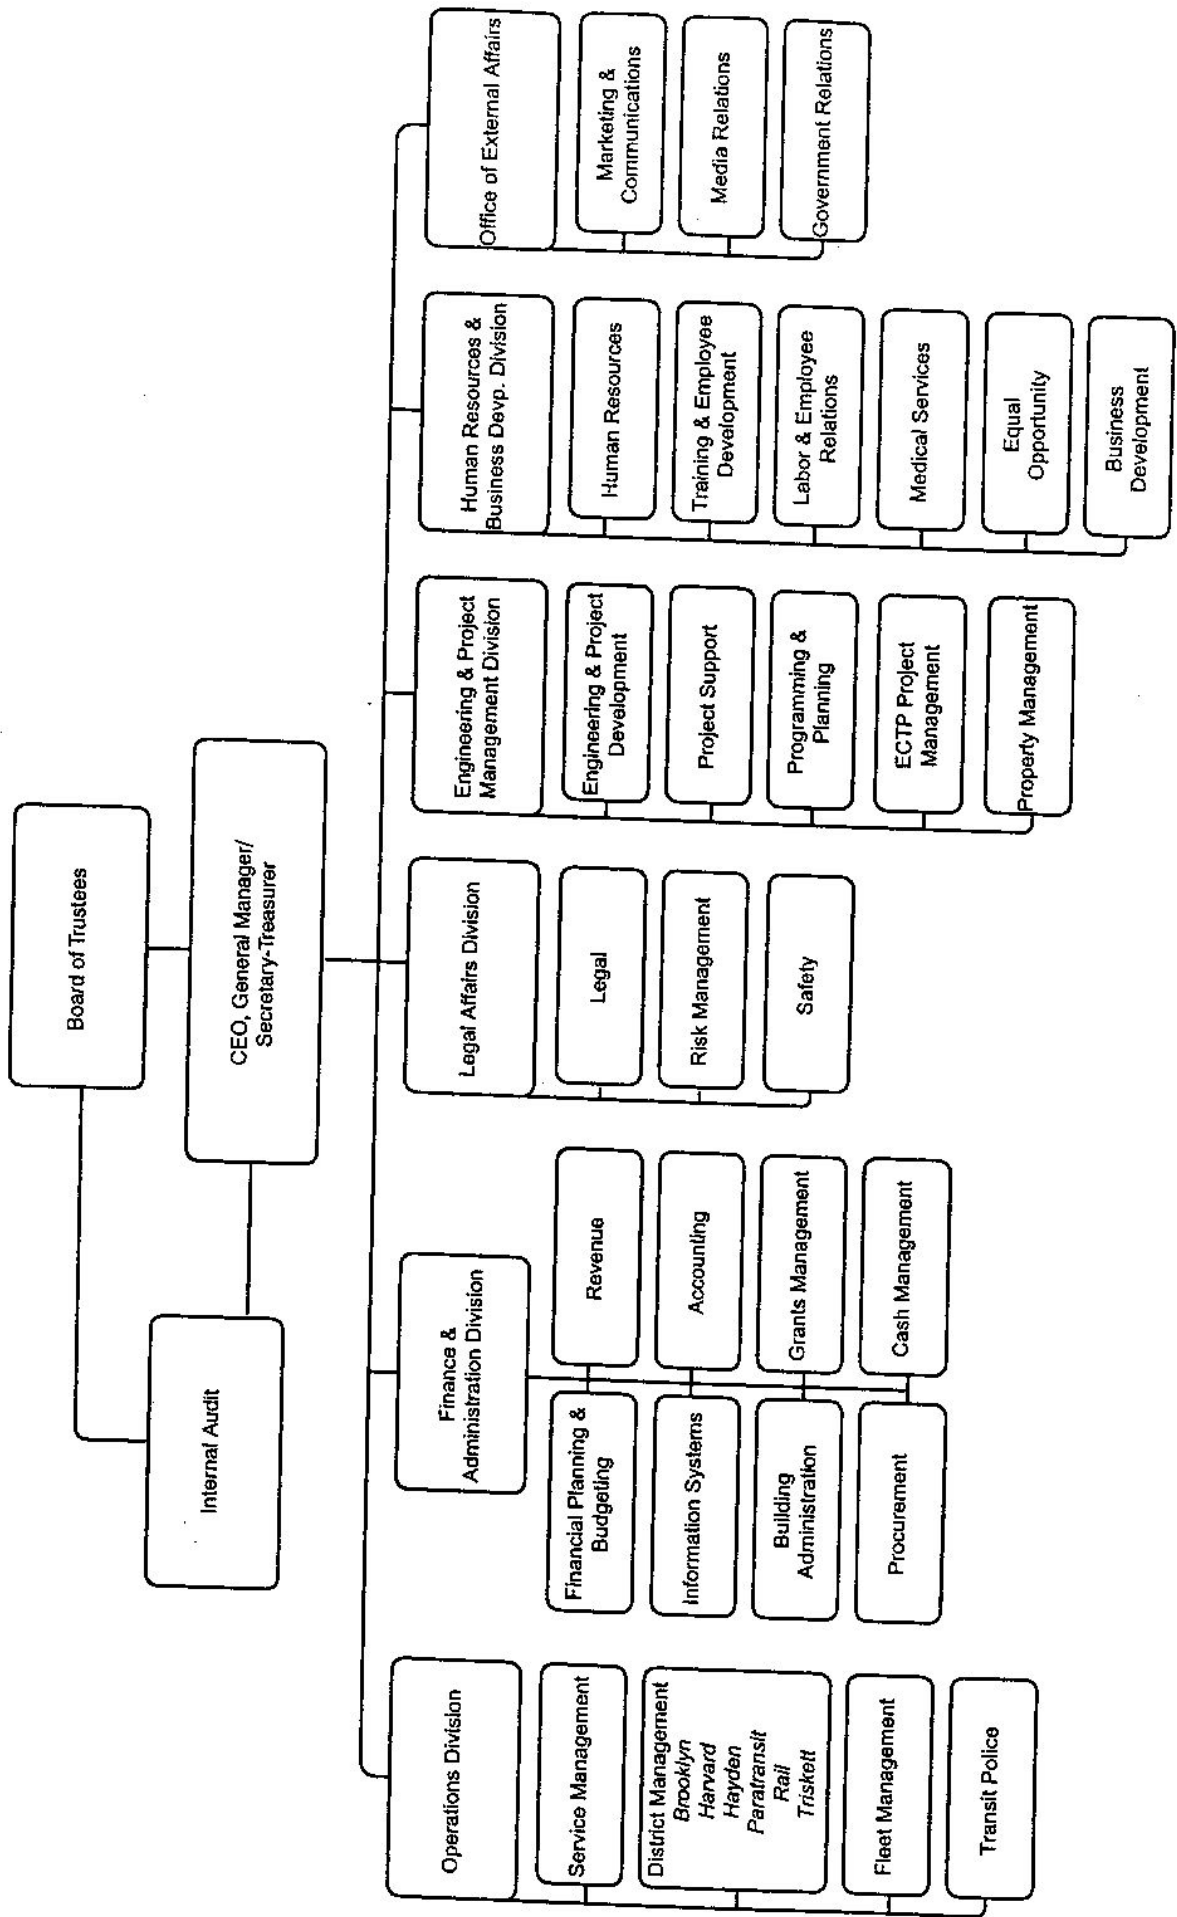 Board of Trustees
CEO, General Manager/
Secretary-Treasurer
Internal Audit
Operations Division
Service Management
District Management
Brooklyn
Harvard
Hayden
Paratransit
Rail
Triskett
Fleet Management
Transit Police
Finance &
Administration Division
Financial Planning &
Budgeting
Revenue
Information Systems
Accounting
Building
Administration
Grants Management
Procurement
Cash Management
Legal Affairs Division
Legal
Risk Management
Safety
Engineering & Project
Management Division
Engineering & Project
Development
Project Support
Programming &
Planning
ECTP Project
Management
Property Management
Human Resources &
Business Devp. Division
Human Resources
Training & Employee
Development
Labor & Employee
Relations
Medical Services
Equal
Opportunity
Business
Development
Office of External Affairs
Marketing &
Communications
Media Relations
Government Relations